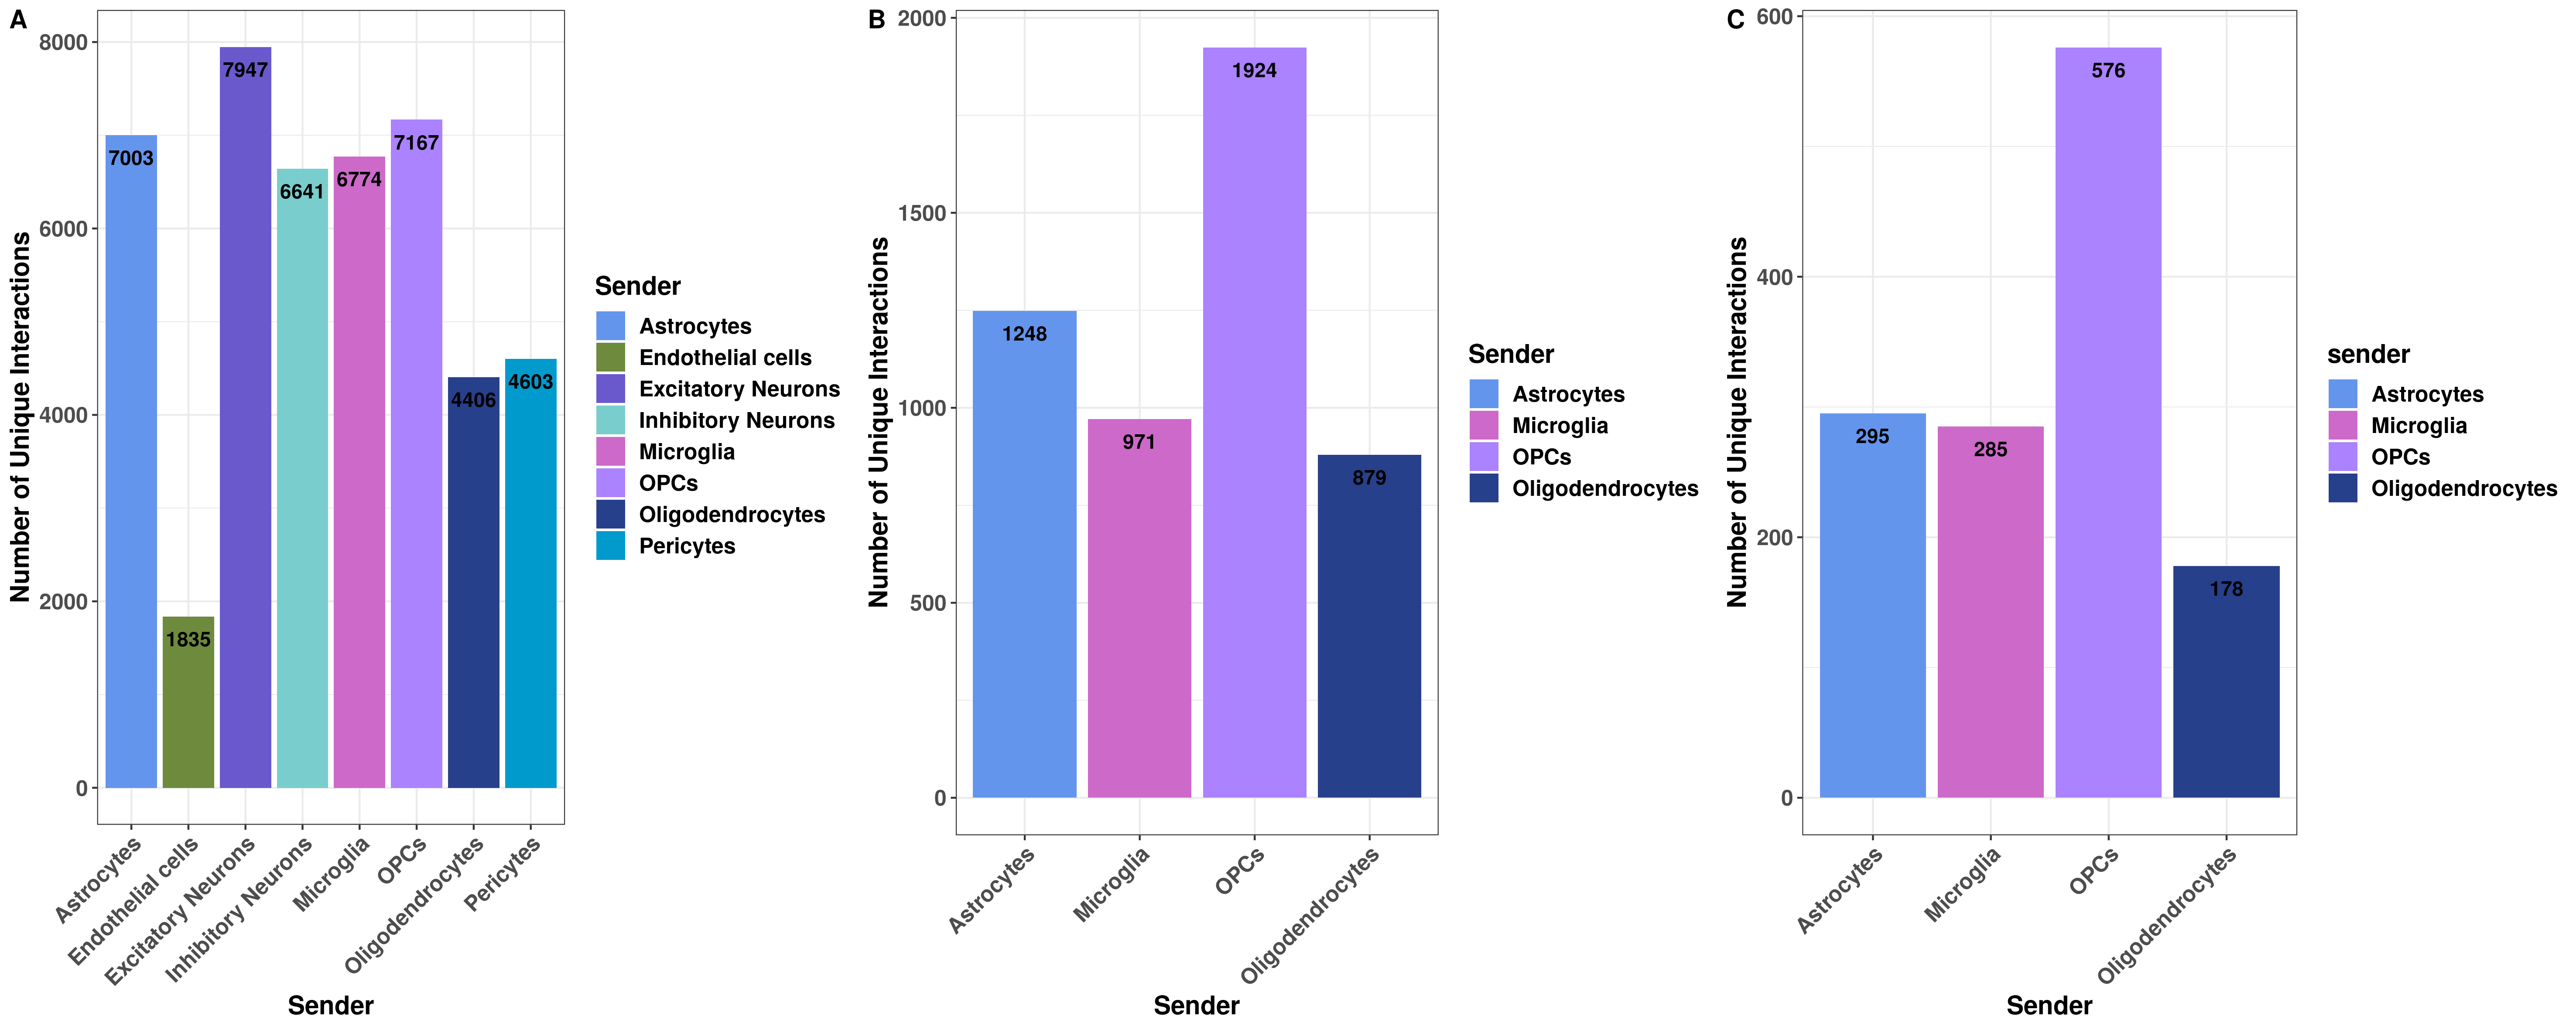 A
Number of Unique Interactions
8000
6000
4000
2000
0
7003
1835
7947
6641
6774
7167
4406
4603
Astrocytes
Endothelial cells
Excitatory Neurons
Inhibitory Neurons
Microglia
OPCs
Oligodendrocytes
Pericytes
Sender
Sender
Astrocytes
Endothelial cells
Excitatory Neurons
Inhibitory Neurons
Microglia
OPCs
Oligodendrocytes
Pericytes
B
Number of Unique Interactions
2000
1500
1000
500
0
1248
971
1924
879
Astrocytes
Microglia
OPCs
Oligodendrocytes
Sender
Sender
Astrocytes
Microglia
OPCs
Oligodendrocytes
C
Number of Unique Interactions
600
400
200
0
295
285
576
178
Astrocytes
Microglia
OPCs
Oligodendrocytes
Sender
sender
Astrocytes
Microglia
OPCs
Oligodendrocytes